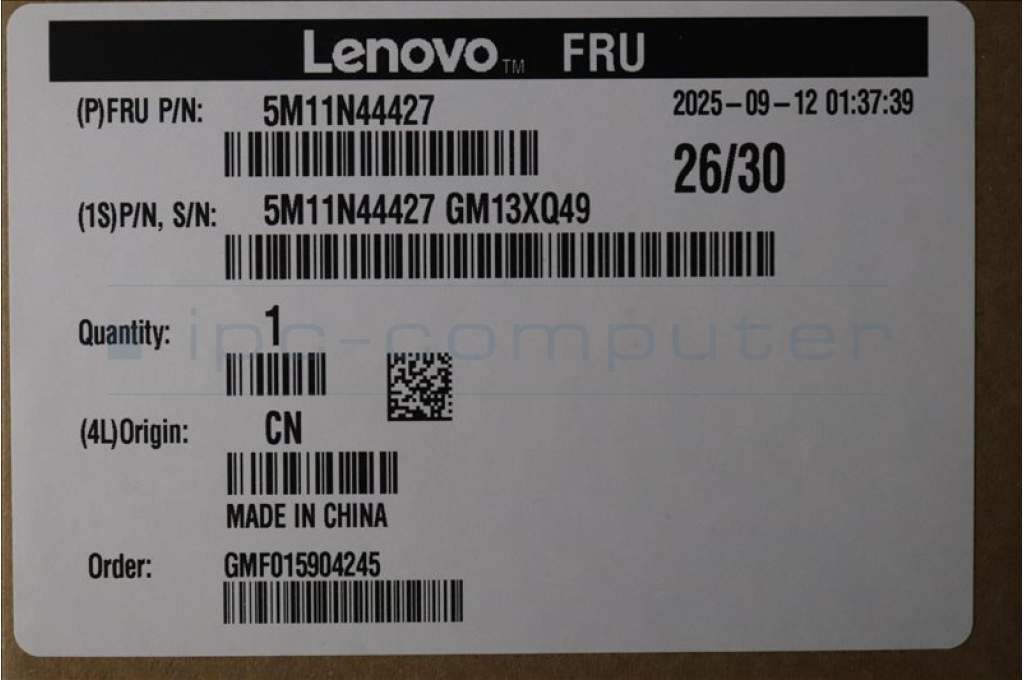 Lenovo™ FRU
(P)FRU P/N: 5M11N44427
2025-09-12 01:37:39
26/30
(1S)P/N, S/N: 5M11N44427 GM13XQ49
Quantity: 1
ipc-computer
(4L)Origin: CN
MADE IN CHINA
Order: GMF015904245